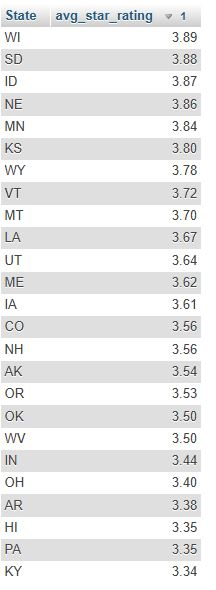 State avg_star_rating 1
WI 3.89
SD 3.88
ID 3.87
NE 3.86
MN 3.84
KS 3.80
WY 3.78
VT 3.72
MT 3.70
LA 3.67
UT 3.64
ME 3.62
IA 3.61
CO 3.56
NH 3.56
AK 3.54
OR 3.53
OK 3.50
WV 3.50
IN 3.44
OH 3.40
AR 3.38
HI 3.35
PA 3.35
KY 3.34